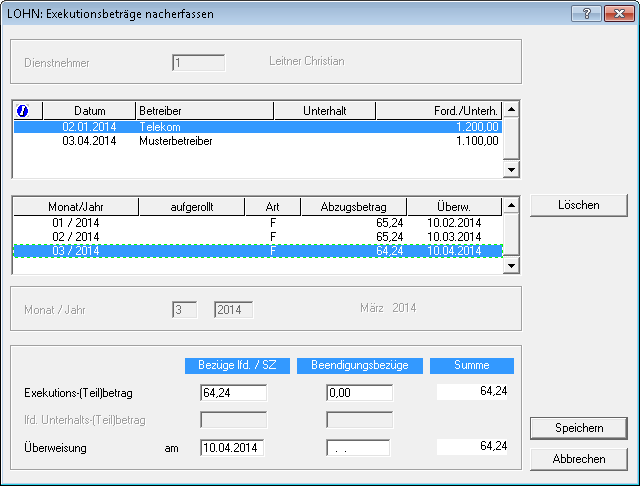 LOHN: Exekutionsbeträge nacherfassen
Dienstnehmer 1 Leitner Christian
Datum Betreiber Unterhalt Ford./Unterh.
02.01.2014 Telekom 1.200,00
03.04.2014 Musterbetreiber 1.100,00
Monat/Jahr aufgerollt Art Abzugsbetrag Überw.
01 / 2014 F 65,24 10.02.2014
02 / 2014 F 65,24 10.03.2014
03 / 2014 F 64,24 10.04.2014
Löschen
Monat / Jahr 3 2014 März 2014
Bezüge lfd. / SZ Beendigungsbezüge Summe
Exekutions-(Teil)betrag 64,24 0,00 64,24
lfd. Unterhalts-(Teil)betrag
Überweisung am 10.04.2014 . . 64,24
Speichern
Abbrechen